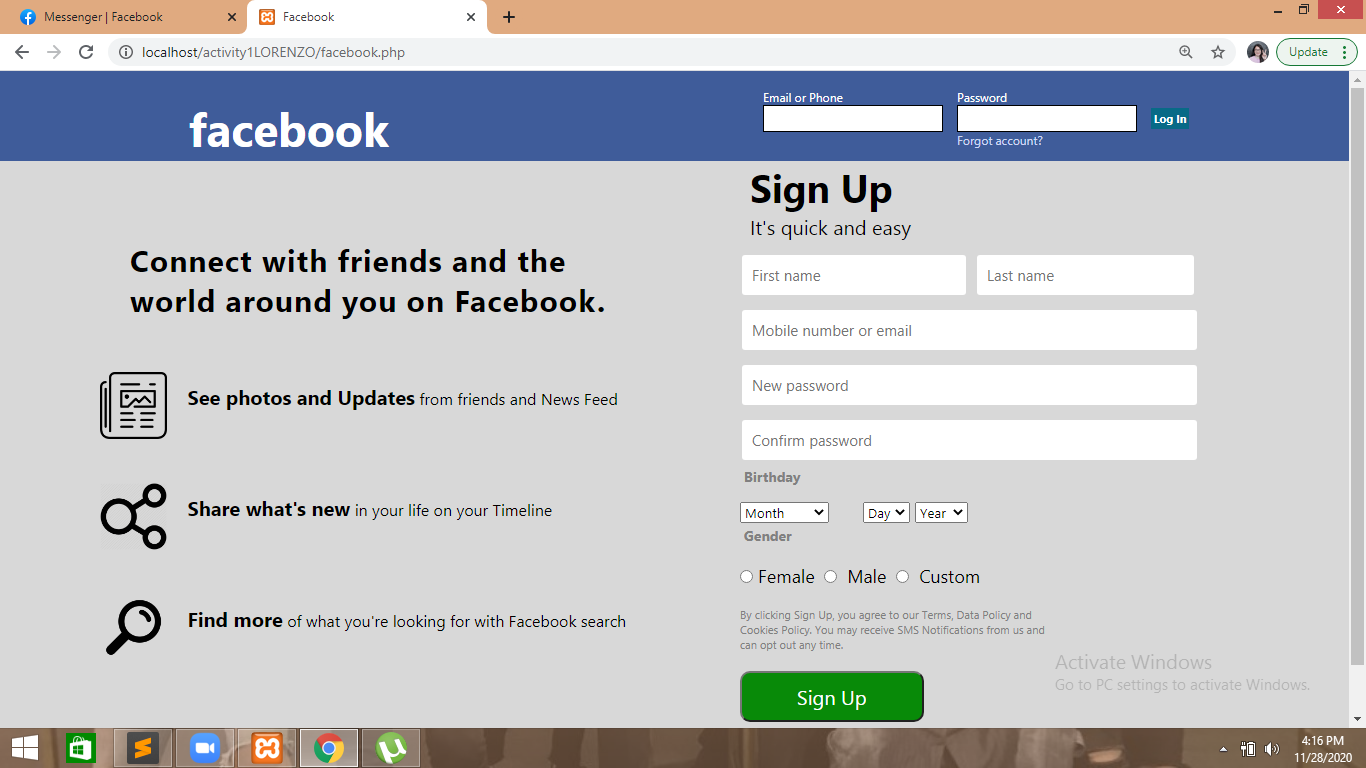 Messenger | Facebook
Facebook
localhost/activity1LORENZO/facebook.php
Update
facebook
Email or Phone
Password
Log In
Forgot account?
Sign Up
It's quick and easy
Connect with friends and the
world around you on Facebook.
First name
Last name
Mobile number or email
New password
Confirm password
See photos and Updates from friends and News Feed
Share what's new in your life on your Timeline
Find more of what you're looking for with Facebook search
Birthday
Month
Day
Year
Gender
Female
Male
Custom
By clicking Sign Up, you agree to our Terms, Data Policy and
Cookies Policy. You may receive SMS Notifications from us and
can opt out any time.
Sign Up
Activate Windows
Go to PC settings to activate Windows.
4:16 PM
11/28/2020